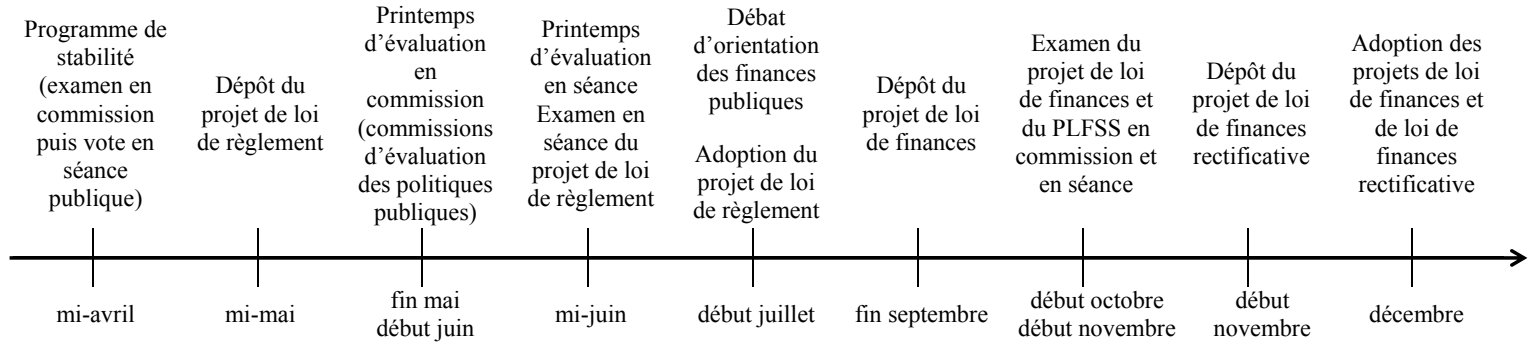 Programme de
stabilité
(examen en
commission
puis vote en
séance
publique)
Dépôt du
projet de loi
de règlement
Printemps
d’évaluation
en
commission
(commissions
d’évaluation
des politiques
publiques)
Printemps
d’évaluation
en séance
Examen en
séance du
projet de loi
de règlement
Débat
d’orientation
des finances
publiques
Adoption du
projet de loi
de règlement
Dépôt du
projet de loi
de finances
Examen du
projet de loi
de finances et
du PLFSS en
commission et
en séance
Dépôt du
projet de loi
de finances
rectificative
Adoption des
projets de loi
de finances et
de loi de
finances
rectificative
mi-avril
mi-mai
fin mai
début juin
mi-juin
début juillet
fin septembre
début octobre
début novembre
début
novembre
décembre